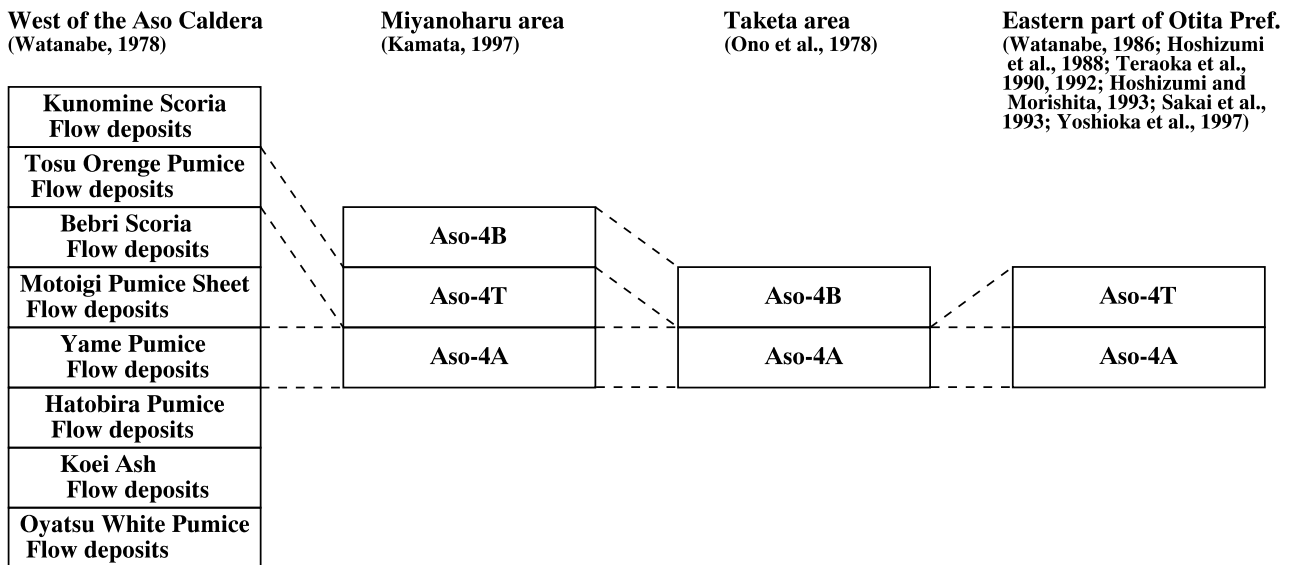 West of the Aso Caldera
(Watanabe, 1978)
Kunomine Scoria
Flow deposits
Tosu Orenge Pumice
Flow deposits
Bebri Scoria
Flow deposits
Motoigi Pumice Sheet
Flow deposits
Yame Pumice
Flow deposits
Hatobira Pumice
Flow deposits
Koei Ash
Flow deposits
Oyatsu White Pumice
Flow deposits
Miyanoharu area
(Kamata, 1997)
Aso-4B
Aso-4T
Aso-4A
Taketa area
(Ono et al., 1978)
Aso-4B
Aso-4A
Eastern part of Otita Pref.
(Watanabe, 1986; Hoshizumi
et al., 1988; Teraoka et al.,
1990, 1992; Hoshizumi and
Morishita, 1993; Sakai et al.,
1993; Yoshioka et al., 1997)
Aso-4T
Aso-4A